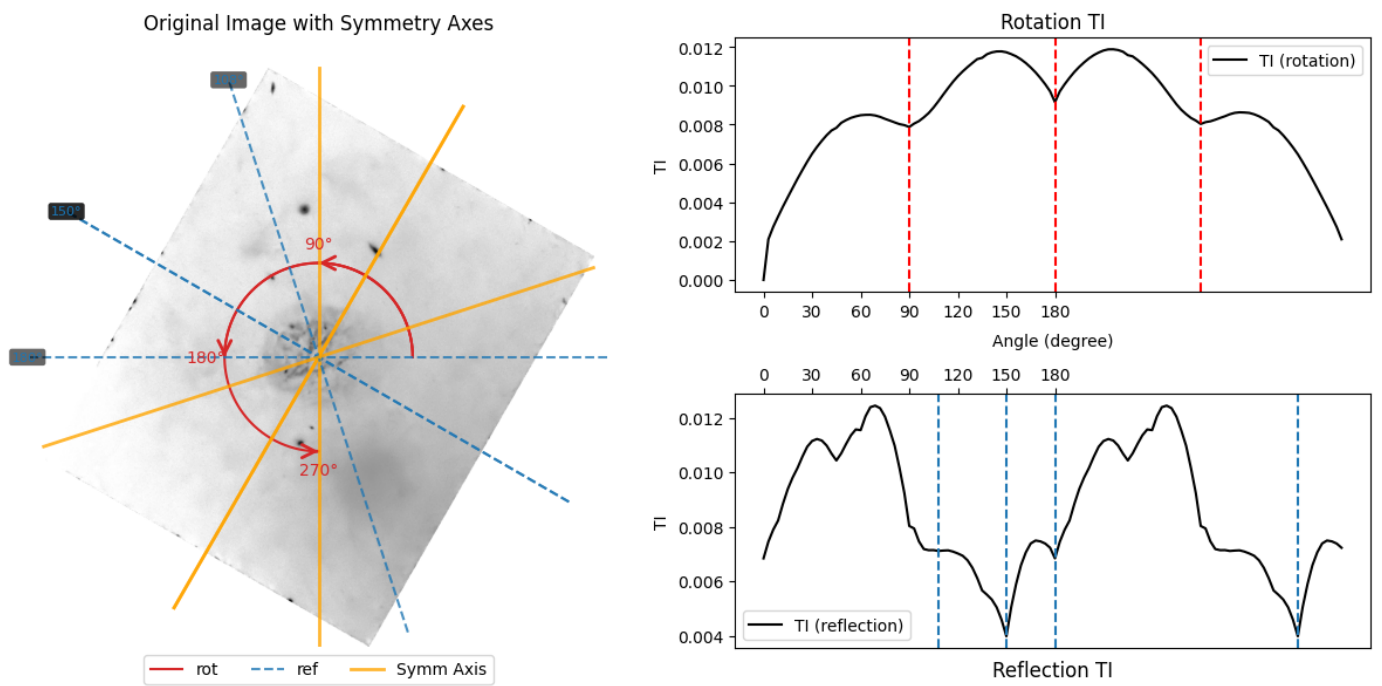 Original Image with Symmetry Axes
150°
90°
180°
270°
rot
ref
Symm Axis
Rotation TI
TI
0.012
0.010
0.008
0.006
0.004
0.002
0.000
TI (rotation)
0 30 60 90 120 150 180
Angle (degree)
0 30 60 90 120 150 180
TI
0.012
0.010
0.008
0.006
0.004
TI (reflection)
Reflection TI